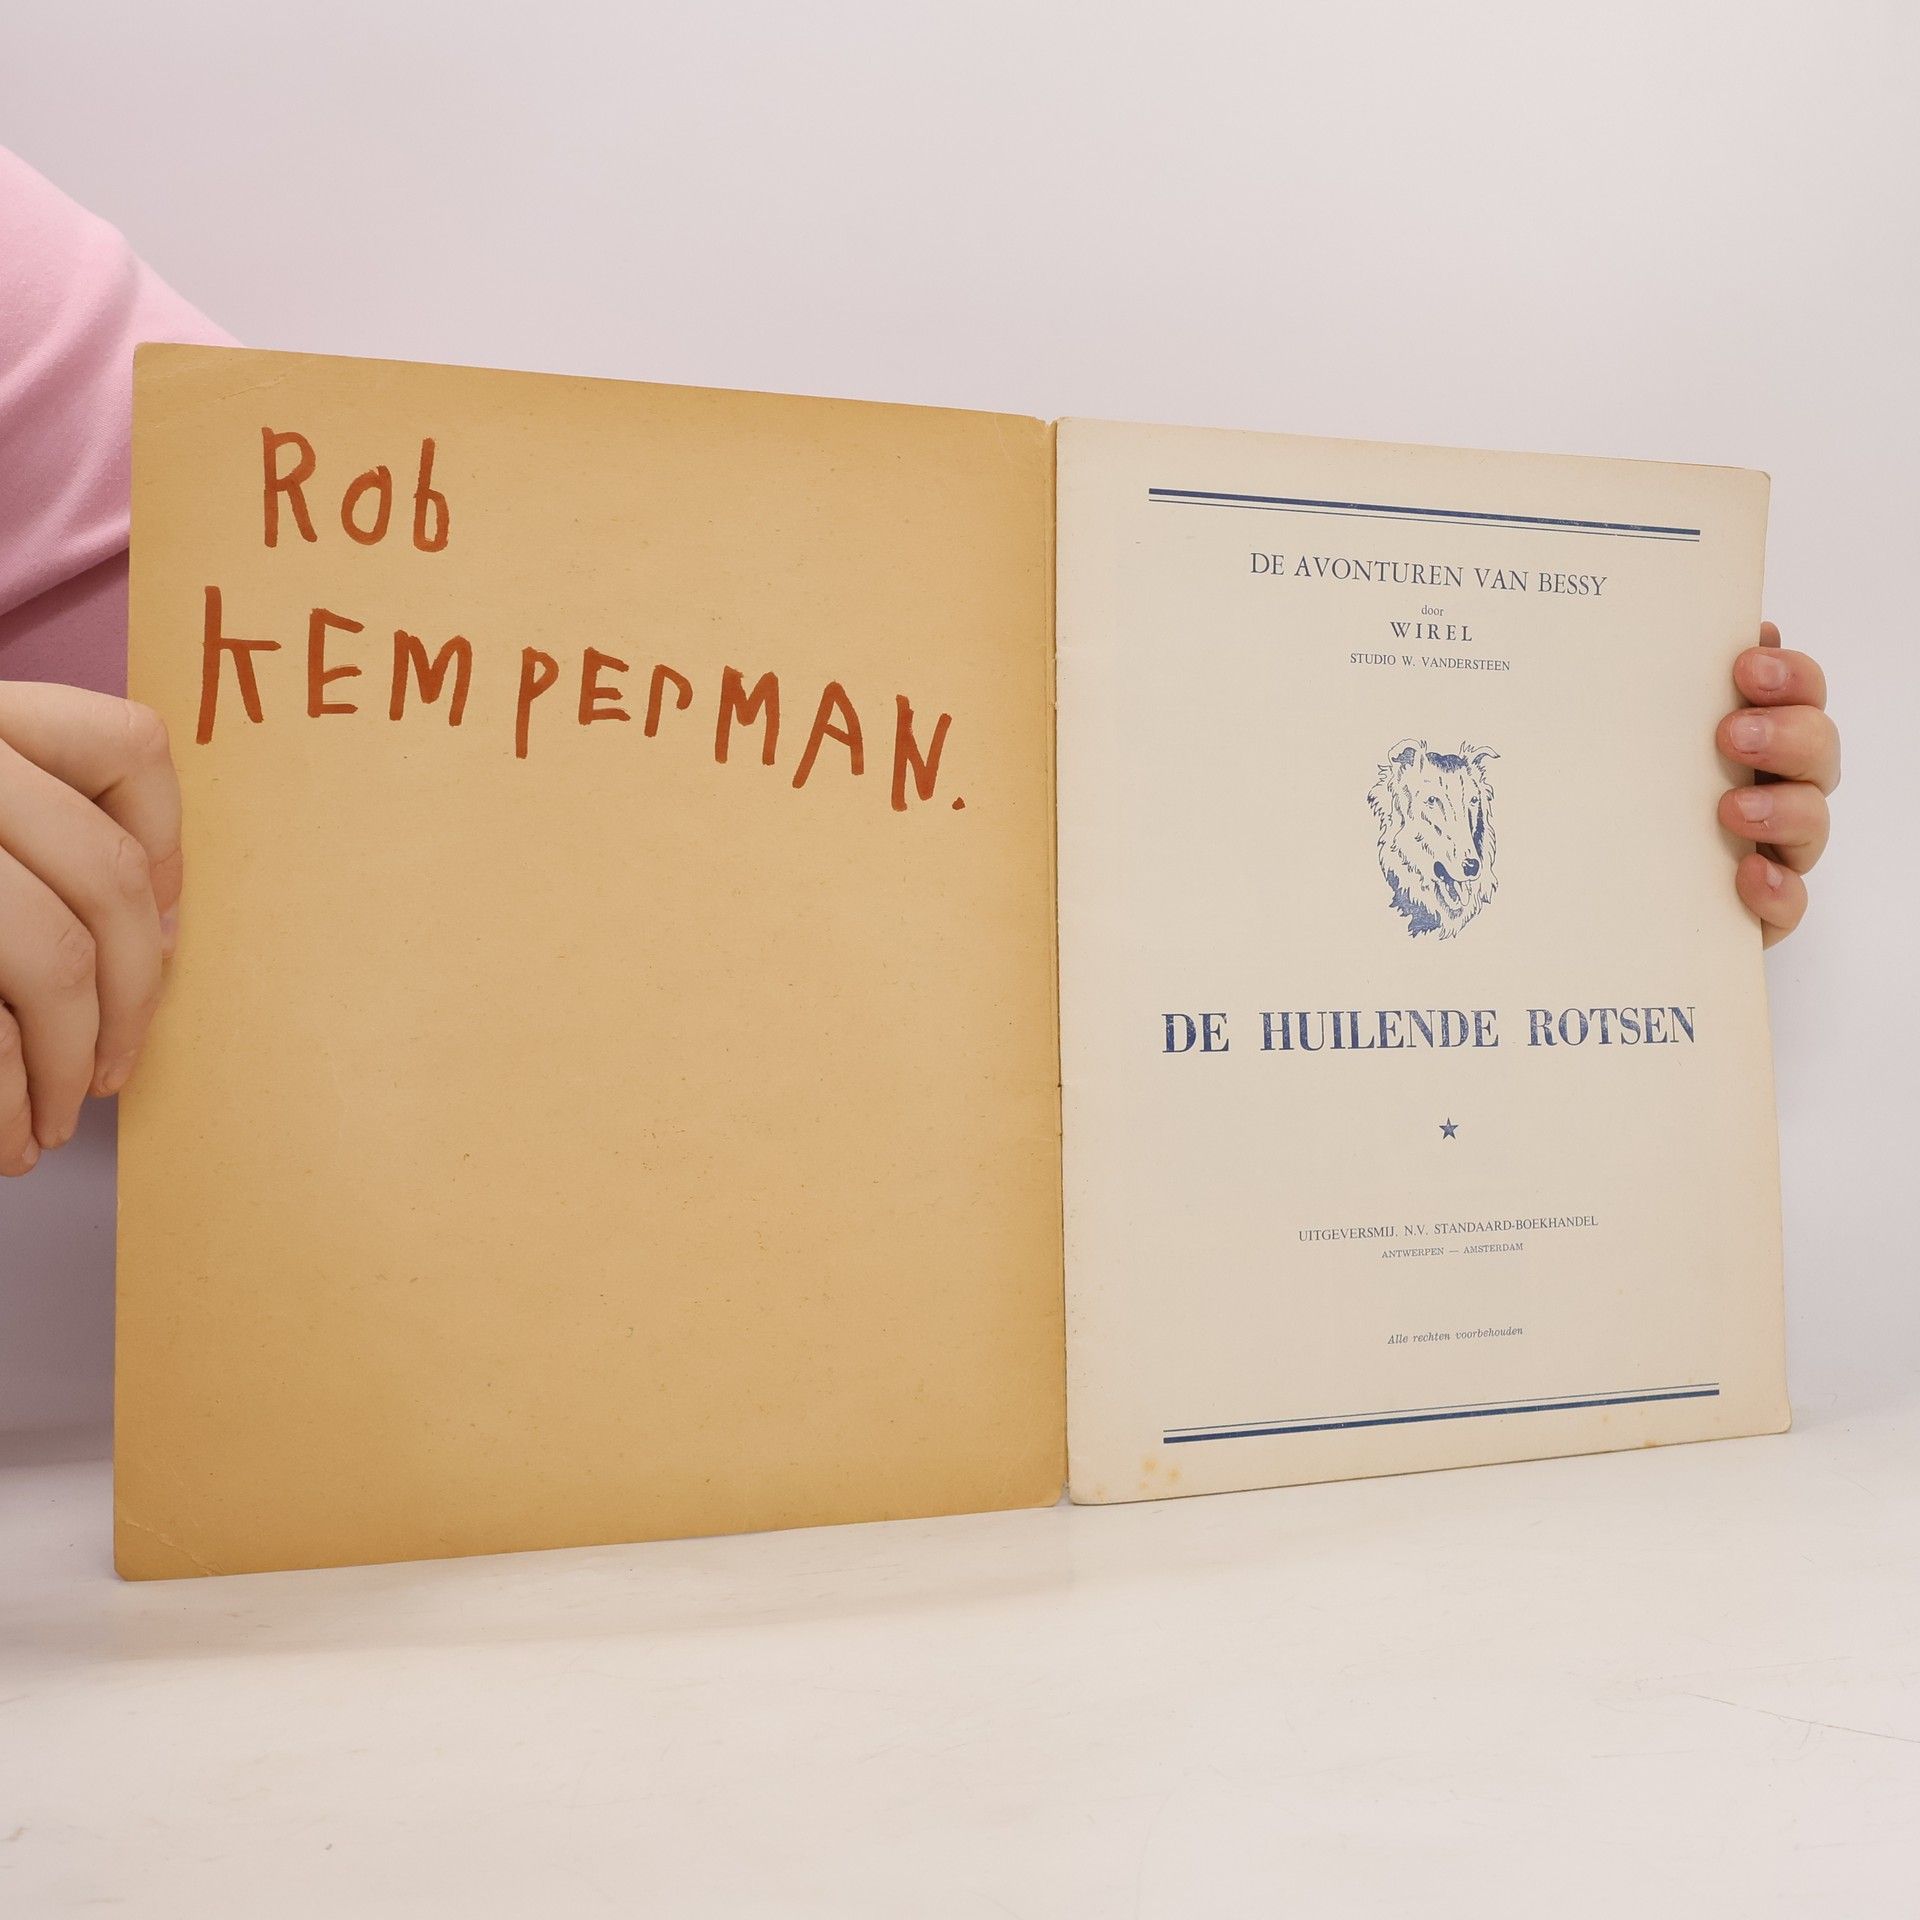 Rob
KEMPERMAN.
DE AVONTUREN VAN BESSY
door
WIREL
STUDIO W. VANDERSTEEN
DE HUILENDE ROTSEN
UITGEVERSMIJ. N.V. STANDAARD-BOEKHANDEL
ANTWERPEN — AMSTERDAM
Alle rechten voorbehouden